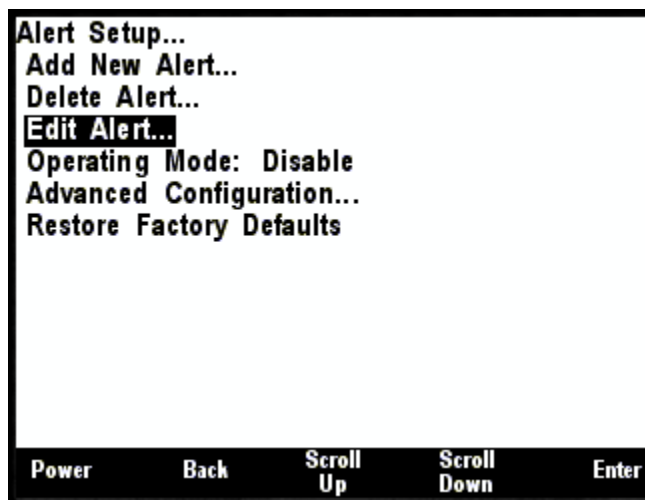 Alert Setup...
Add New Alert...
Delete Alert...
Edit Alert...
Operating Mode: Disable
Advanced Configuration...
Restore Factory Defaults
Power Back Scroll Up Scroll Down Enter